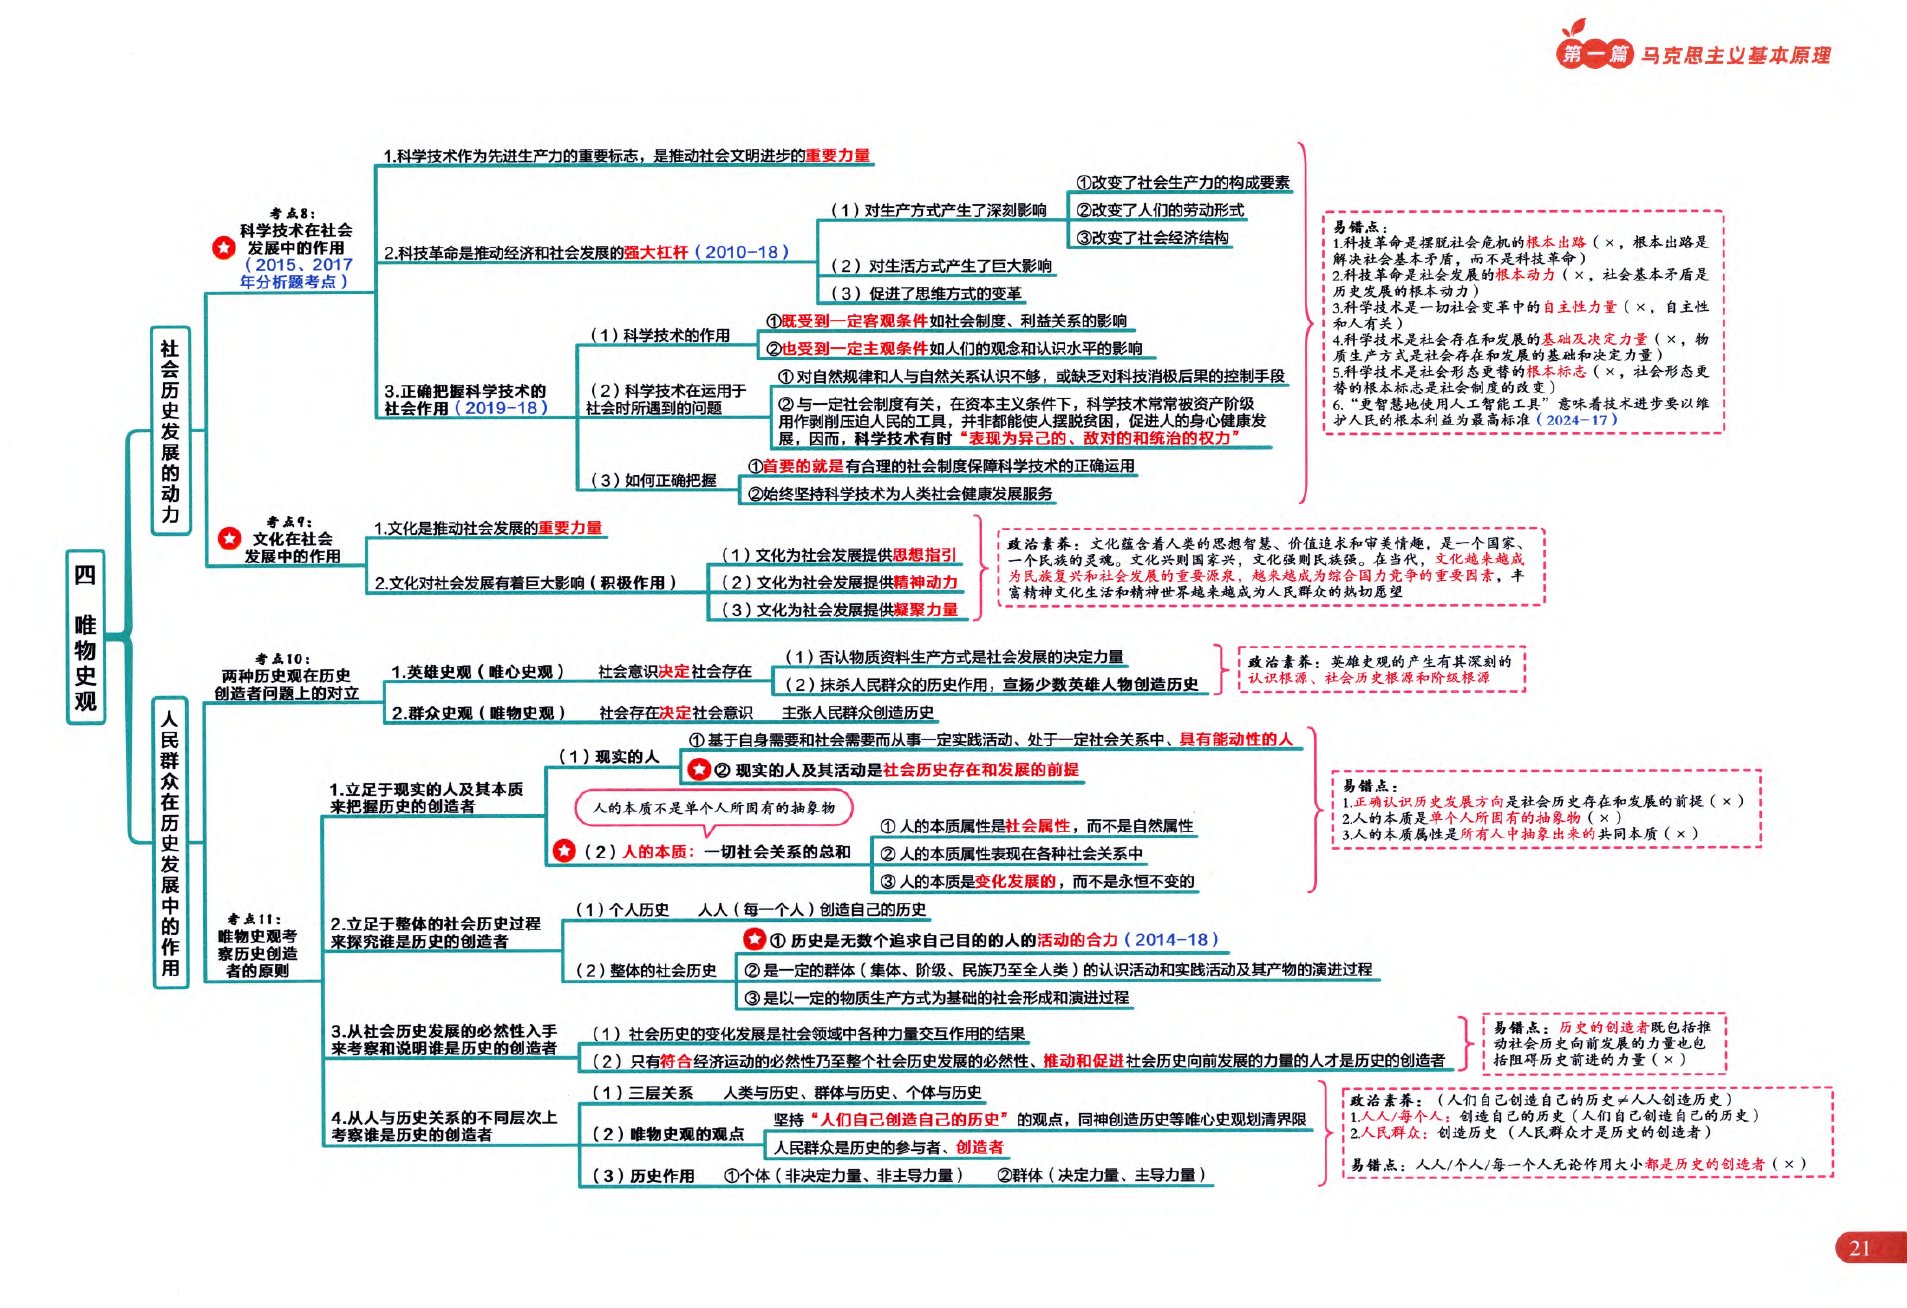 第一篇 马克思主义基本原理
四 唯物史观
社会历史发展的动力
考点8：
科学技术在社会
发展中的作用
（2015、2017
年分析题考点）
1.科学技术作为先进生产力的重要标志，是推动社会文明进步的重要力量
2.科技革命是推动经济和社会发展的强大杠杆（2010-18）
（1）对生产方式产生了深刻影响
①改变了社会生产力的构成要素
②改变了人们的劳动形式
③改变了社会经济结构
（2）对生活方式产生了巨大影响
（3）促进了思维方式的变革
3.正确把握科学技术的
社会作用（2019-18）
（1）科学技术的作用
①既受到一定客观条件如社会制度、利益关系的影响
②也受到一定主观条件如人们的观念和认识水平的影响
（2）科学技术在运用于
社会时所遇到的问题
①对自然规律和人与自然关系认识不够，或缺乏对科技消极后果的控制手段
②与一定社会制度有关，在资本主义条件下，科学技术常常被资产阶级
用作剥削压迫人民的工具，并非都能使人摆脱贫困，促进人的身心健康发
展，因而，科学技术有时“表现为异己的、敌对的和统治的权力”
（3）如何正确把握
①首要的就是有合理的社会制度保障科学技术的正确运用
②始终坚持科学技术为人类社会健康发展服务
易错点：
1.科技革命是摆脱社会危机的根本出路（×，根本出路是
解决社会基本矛盾，而不是科技革命）
2.科技革命是社会发展的根本动力（×，社会基本矛盾是
历史发展的根本动力）
3.科学技术是一切社会变革中的自主性力量（×，自主性
和人有关）
4.科学技术是社会存在和发展的基础及决定力量（×，物
质生产方式是社会存在和发展的基础和决定力量）
5.科学技术是社会形态更替的根本标志（×，社会形态更
替的根本标志是社会制度的改变）
6.“更智慧地使用人工智能工具”意味着技术进步要以维
护人民的根本利益为最高标准（2024-17）
考点9：
文化在社会
发展中的作用
1.文化是推动社会发展的重要力量
2.文化对社会发展有着巨大影响（积极作用）
（1）文化为社会发展提供思想指引
（2）文化为社会发展提供精神动力
（3）文化为社会发展提供凝聚力量
政治素养：文化蕴含着人类的思想智慧、价值追求和审美情趣，是一个国家、
一个民族的灵魂。文化兴则国家兴，文化强则民族强。在当代，文化越来越成
为民族复兴和社会发展的重要源泉，越来越成为综合国力竞争的重要因素，丰
富精神文化生活和精神世界越来越成为人民群众的热切愿望
人民群众在历史发展中的作用
考点10：
两种历史观在历史
创造者问题上的对立
1.英雄史观（唯心史观） 社会意识决定社会存在
（1）否认物质资料生产方式是社会发展的决定力量
（2）抹杀人民群众的历史作用，宣扬少数英雄人物创造历史
2.群众史观（唯物史观） 社会存在决定社会意识 主张人民群众创造历史
政治素养：英雄史观的产生有其深刻的
认识根源、社会历史根源和阶级根源
考点11：
唯物史观考
察历史创造
者的原则
1.立足于现实的人及其本质
来把握历史的创造者
（1）现实的人
①基于自身需要和社会需要而从事一定实践活动、处于一定社会关系中、具有能动性的人
②现实的人及其活动是社会历史存在和发展的前提
人的本质不是单个人所固有的抽象物
（2）人的本质：一切社会关系的总和
①人的本质属性是社会属性，而不是自然属性
②人的本质属性表现在各种社会关系中
③人的本质是变化发展的，而不是永恒不变的
易错点：
1.正确认识历史发展方向是社会历史存在和发展的前提（×）
2.人的本质是单个人所固有的抽象物（×）
3.人的本质属性是所有人中抽象出来的共同本质（×）
2.立足于整体的社会历史过程
来探究谁是历史的创造者
（1）个人历史 人人（每一个人）创造自己的历史
（2）整体的社会历史
①历史是无数个追求自己目的的人的活动的合力（2014-18）
②是一定的群体（集体、阶级、民族乃至全人类）的认识活动和实践活动及其产物的演进过程
③是以一定的物质生产方式为基础的社会形成和演进过程
3.从社会历史发展的必然性入手
来考察和说明谁是历史的创造者
（1）社会历史的变化发展是社会领域中各种力量交互作用的结果
（2）只有符合经济运动的必然性乃至整个社会历史发展的必然性、推动和促进社会历史向前发展的力量的人才是历史的创造者
易错点：历史的创造者既包括推
动社会历史向前发展的力量也包
括阻碍历史前进的力量（×）
4.从人与历史关系的不同层次上
考察谁是历史的创造者
（1）三层关系 人类与历史、群体与历史、个体与历史
（2）唯物史观的观点
坚持“人们自己创造自己的历史”的观点，同神创造历史等唯心史观划清界限
人民群众是历史的参与者、创造者
（3）历史作用 ①个体（非决定力量、非主导力量） ②群体（决定力量、主导力量）
政治素养：（人们自己创造自己的历史≠人人创造历史）
1.人人/每个人：创造自己的历史（人们自己创造自己的历史）
2.人民群众：创造历史（人民群众才是历史的创造者）
易错点：人人/个人/每一个人无论作用大小都是历史的创造者（×）
21